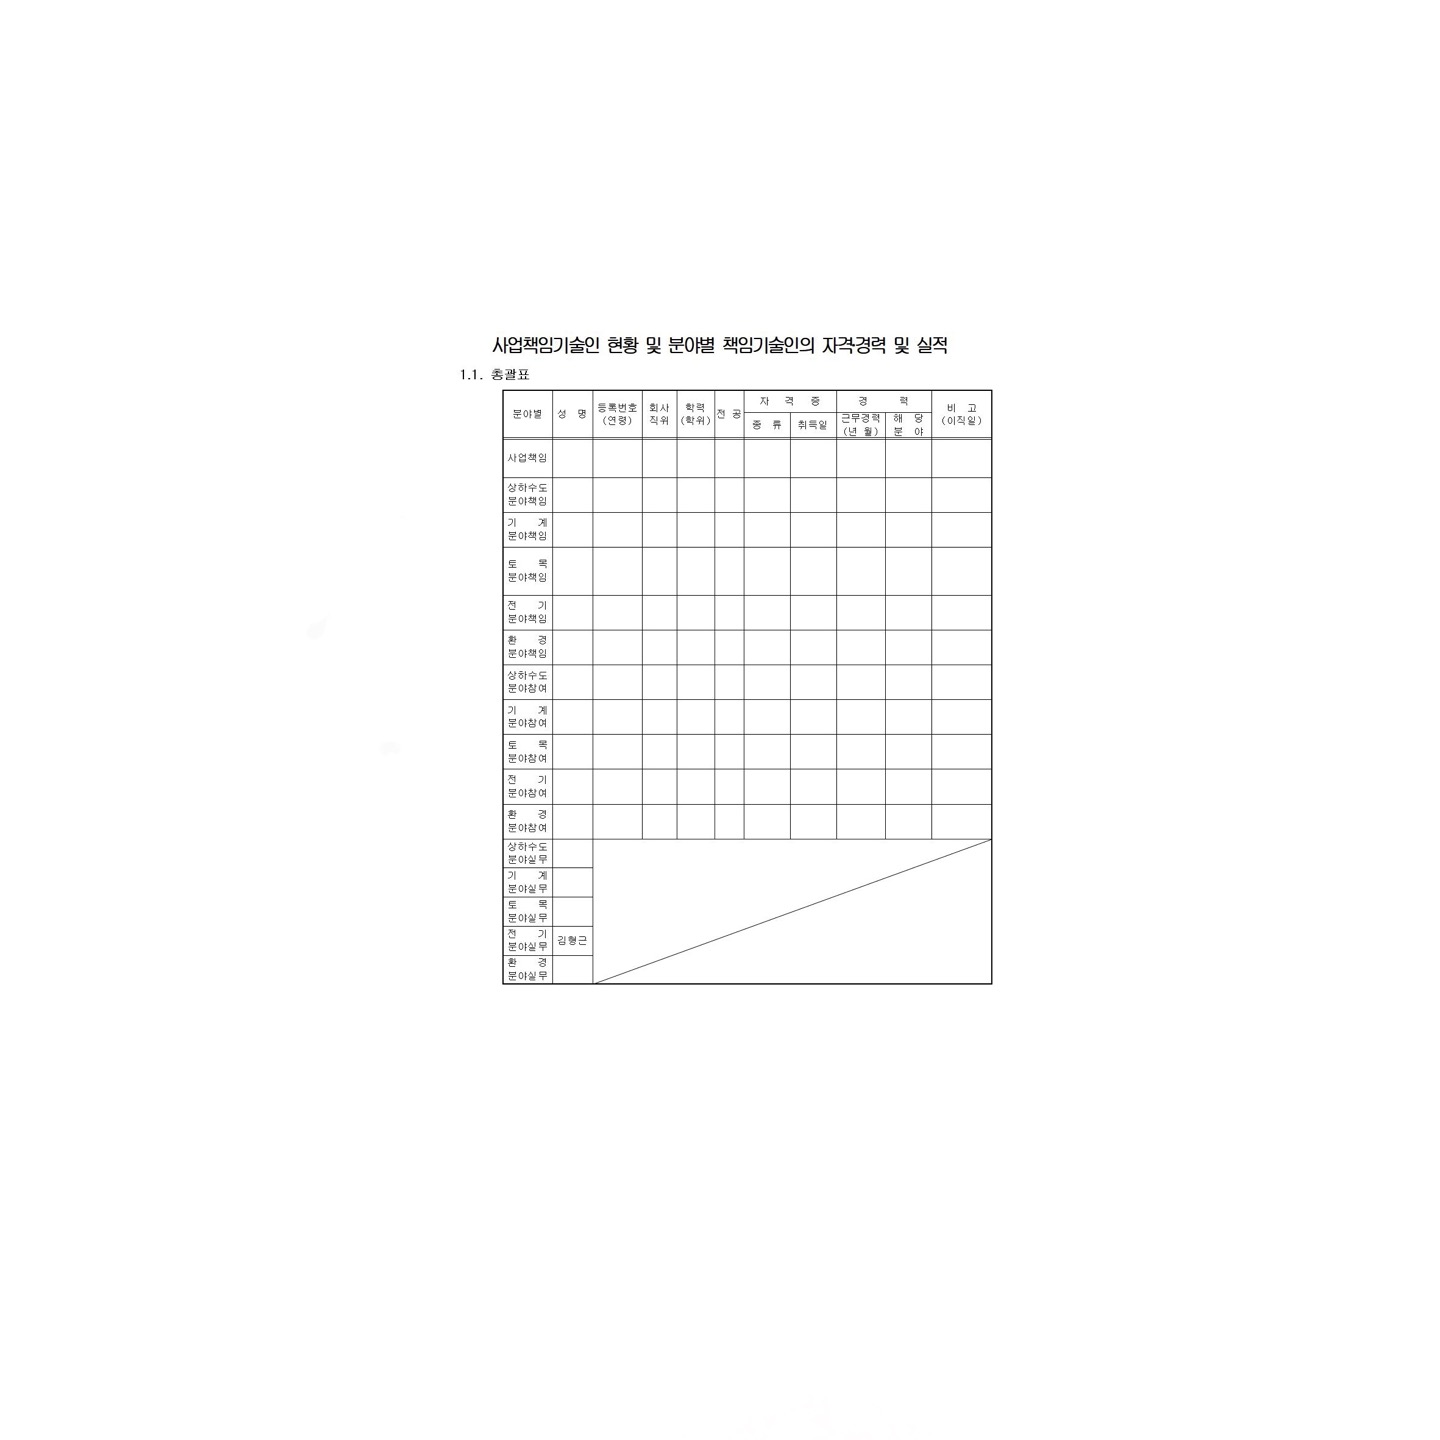 사업책임기술인 현황 및 분야별 책임기술인의 자격·경력 및 실적
1.1. 총괄표
분야별 성 명 등록번호 (연령) 회사 직위 학력 (학위) 전 공 자 격 증 경 력 비 고 (이직일)
종 류 취득일 근무경력 (년 월) 해 당 분 야
사업책임
상하수도
분야책임
기 계
분야책임
토 목
분야책임
전 기
분야책임
환 경
분야책임
상하수도
분야참여
기 계
분야참여
토 목
분야참여
전 기
분야참여
환 경
분야참여
상하수도
분야실무
기 계
분야실무
토 목
분야실무
전 기
분야실무 김형근
환 경
분야실무